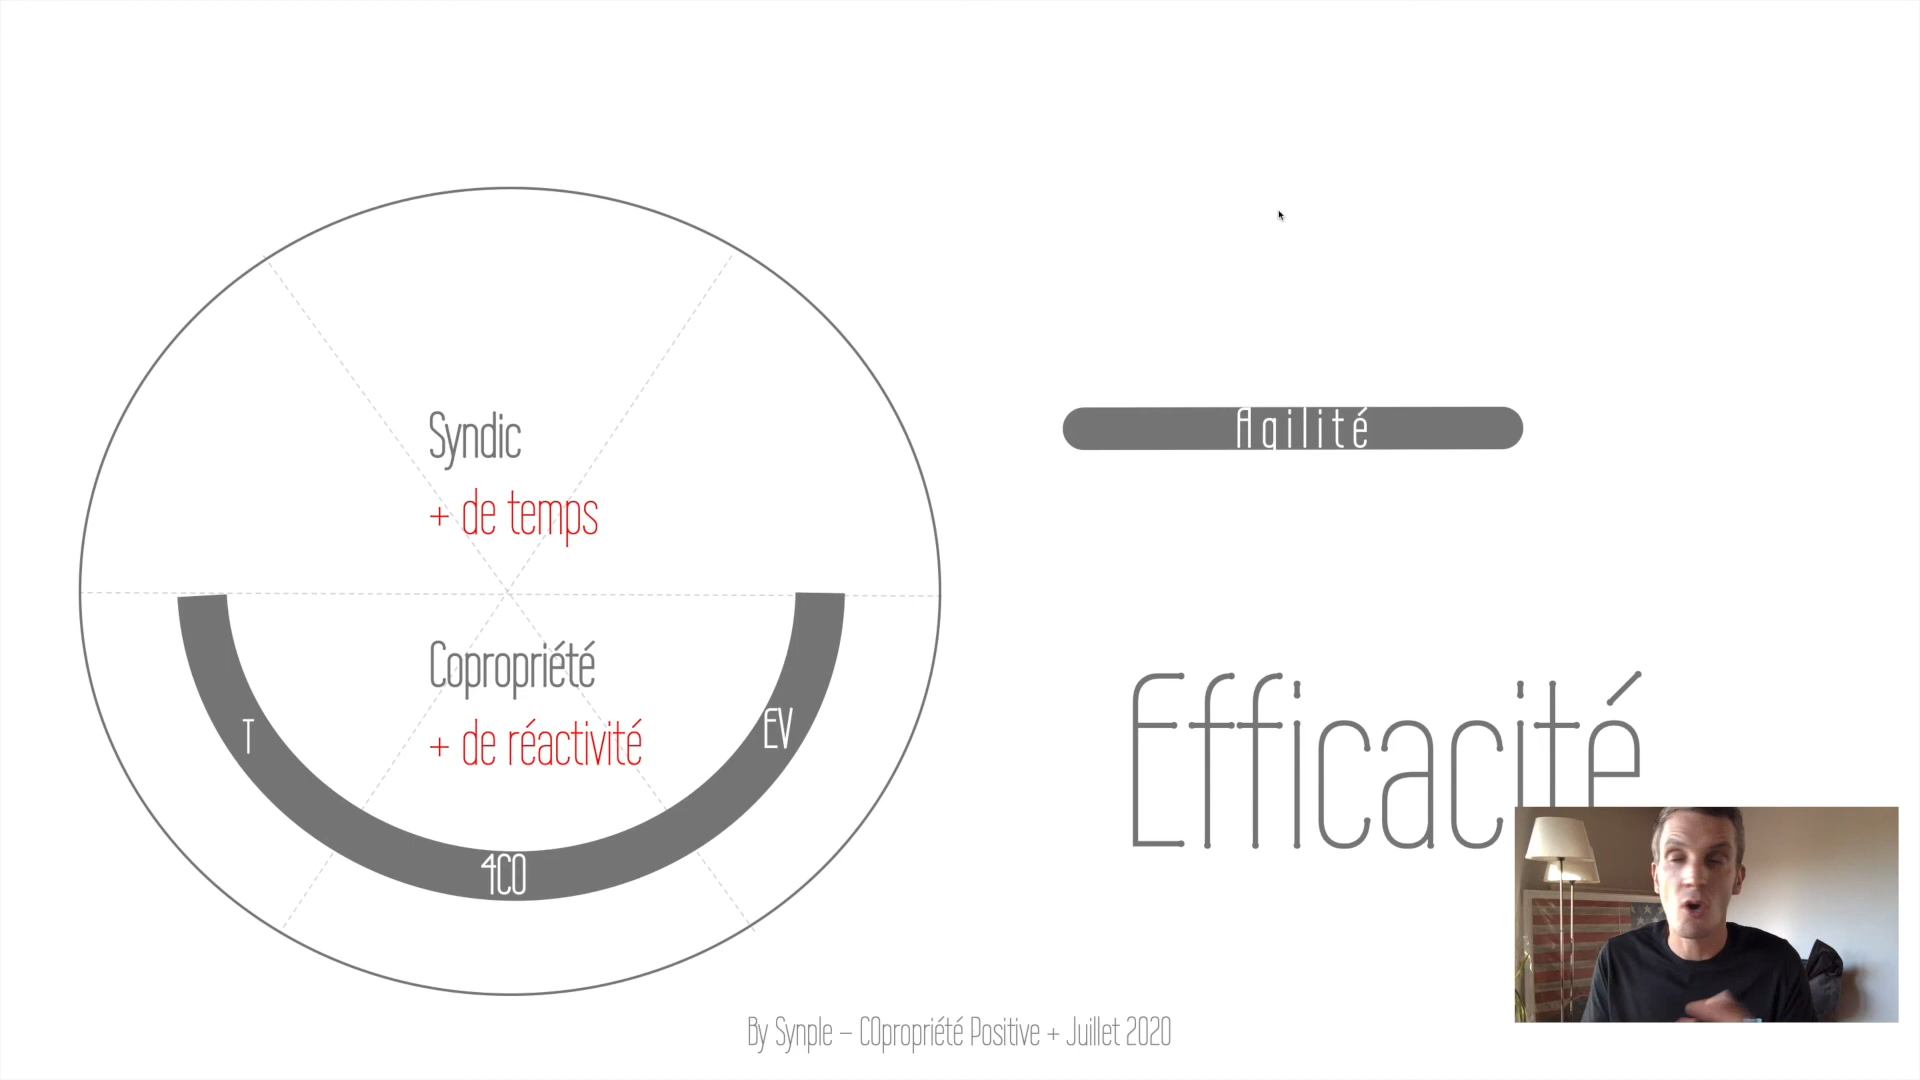 Syndic
+ de temps
Copropriété
+ de réactivité
T
4CO
EV
Agilité
Efficacité
By Synple – COpropriété Positive + Juillet 2020